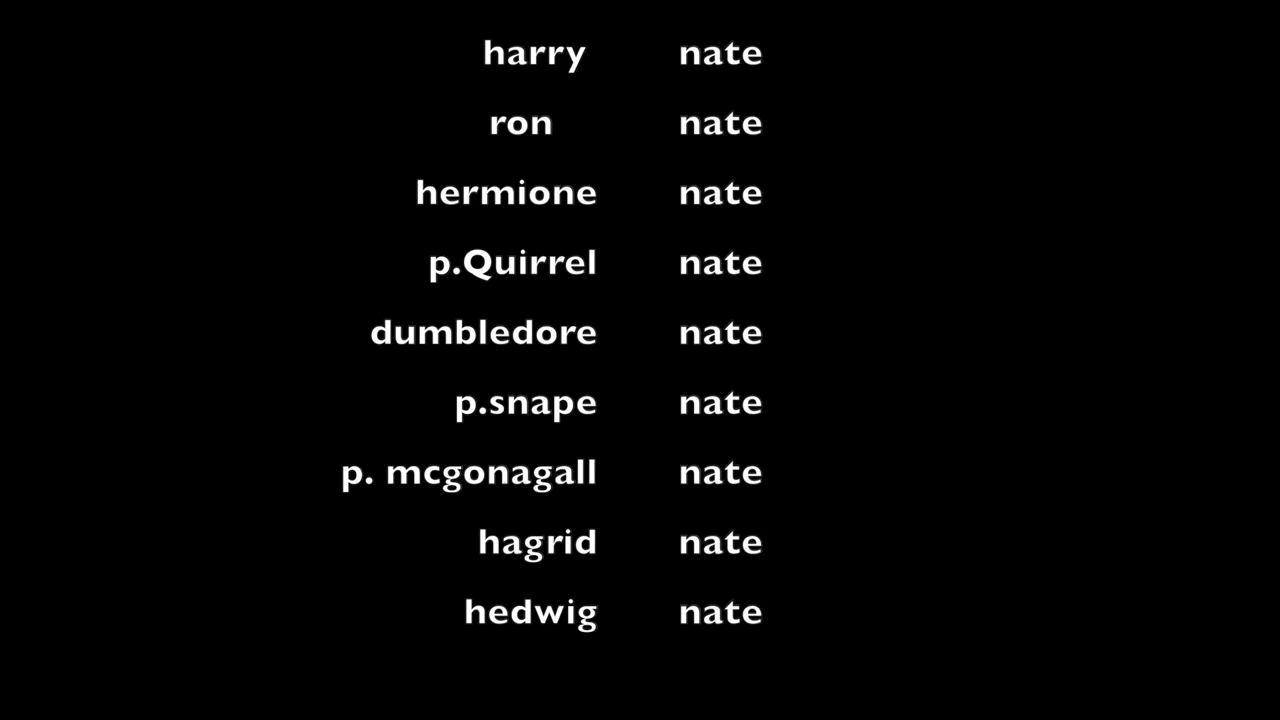 harry nate
ron nate
hermione nate
p.Quirrel nate
dumbledore nate
p.snape nate
p. mcgonagall nate
hagrid nate
hedwig nate